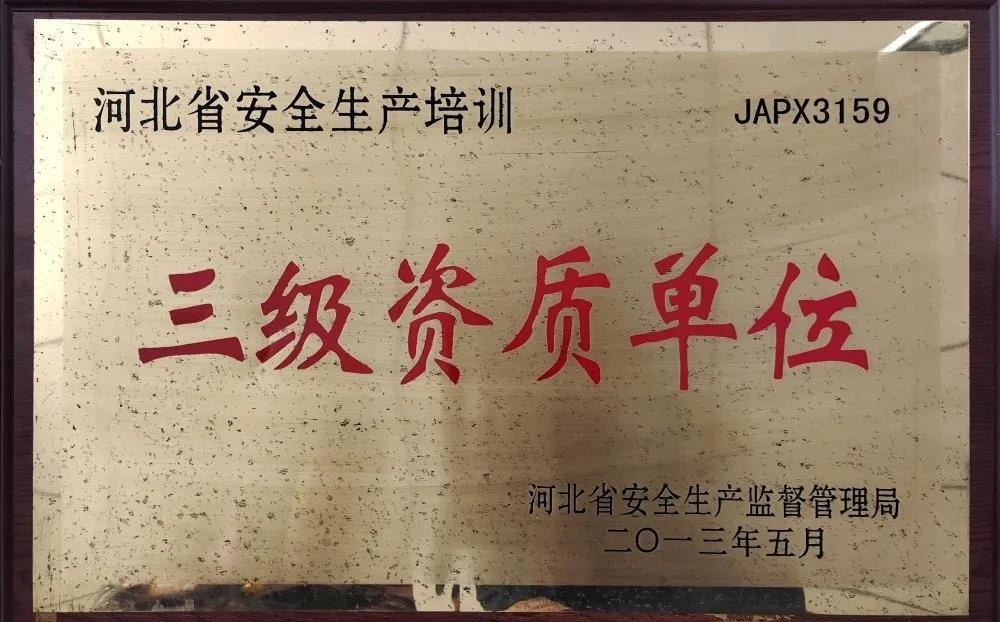 河北省安全生产培训 JAPX3159
三级资质单位
河北省安全生产监督管理局
二〇一三年五月